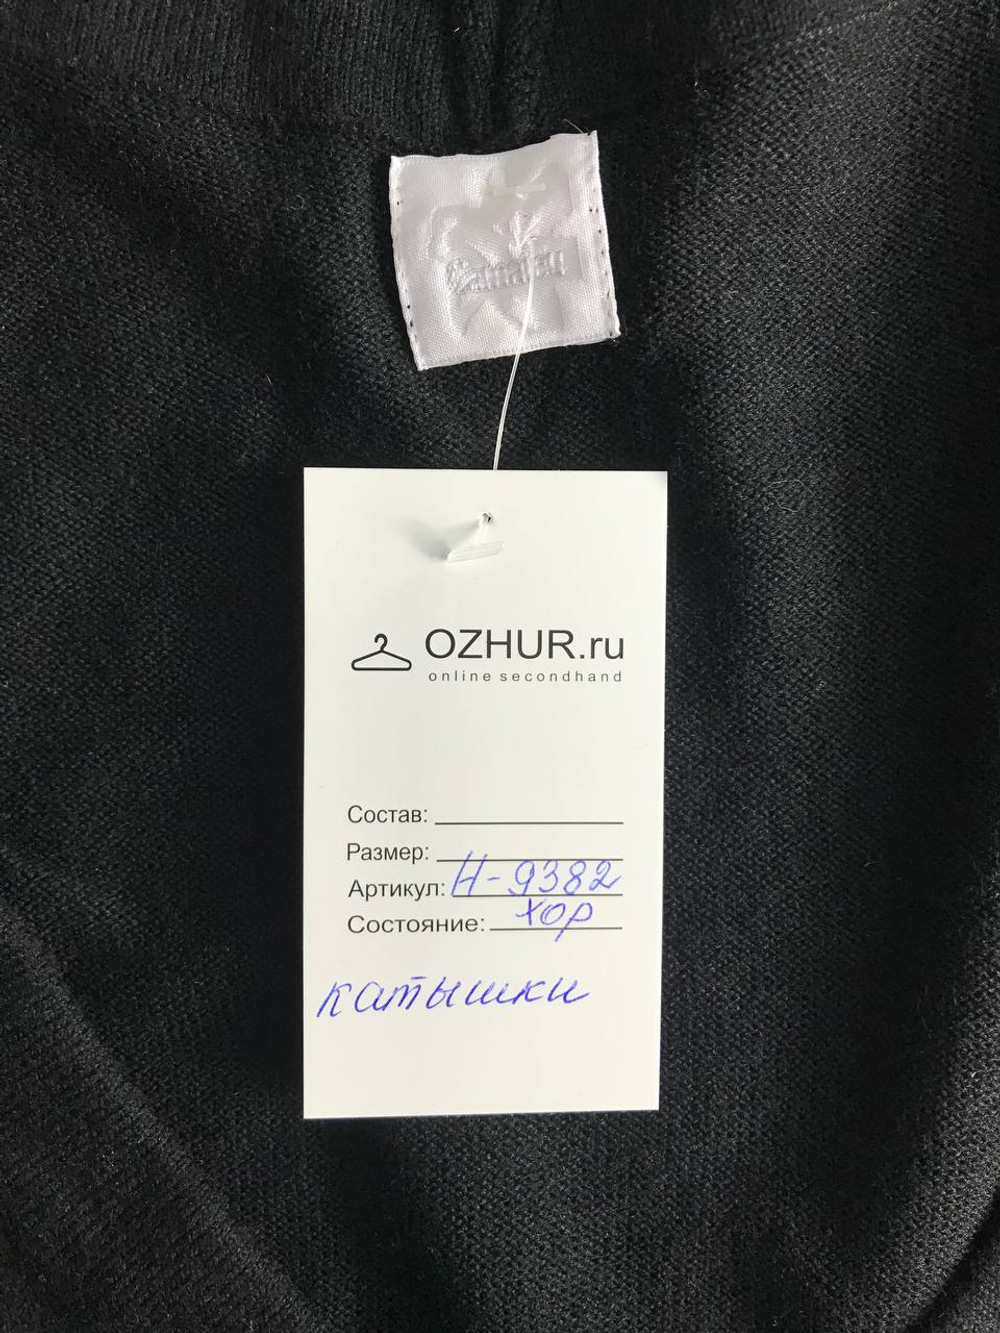 OZHUR.ru
online secondhand
Состав:
Размер:
Артикул: Н-9382
Состояние: хор
катышки